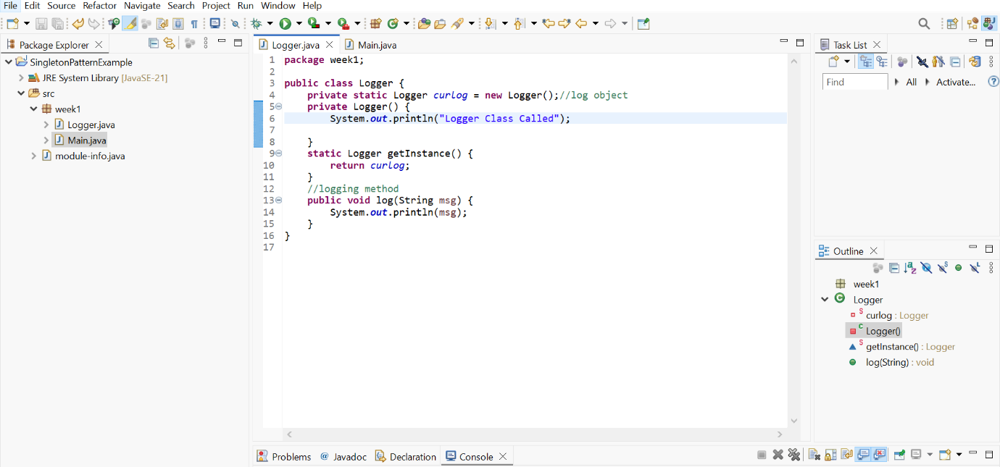 File Edit Source Refactor Navigate Search Project Run Window Help
Package Explorer
SingletonPatternExample
JRE System Library [JavaSE-21]
src
week1
Logger.java
Main.java
module-info.java
Logger.java Main.java
1 package week1;
2
3 public class Logger {
4 private static Logger curlog = new Logger();//log object
5 private Logger() {
6 System.out.println("Logger Class Called");
7
8 }
9 static Logger getInstance() {
10 return curlog;
11 }
12 //logging method
13 public void log(String msg) {
14 System.out.println(msg);
15 }
16 }
17
Task List
Find All Activate...
Outline
week1
Logger
curlog : Logger
Logger()
getInstance() : Logger
log(String) : void
Problems Javadoc Declaration Console